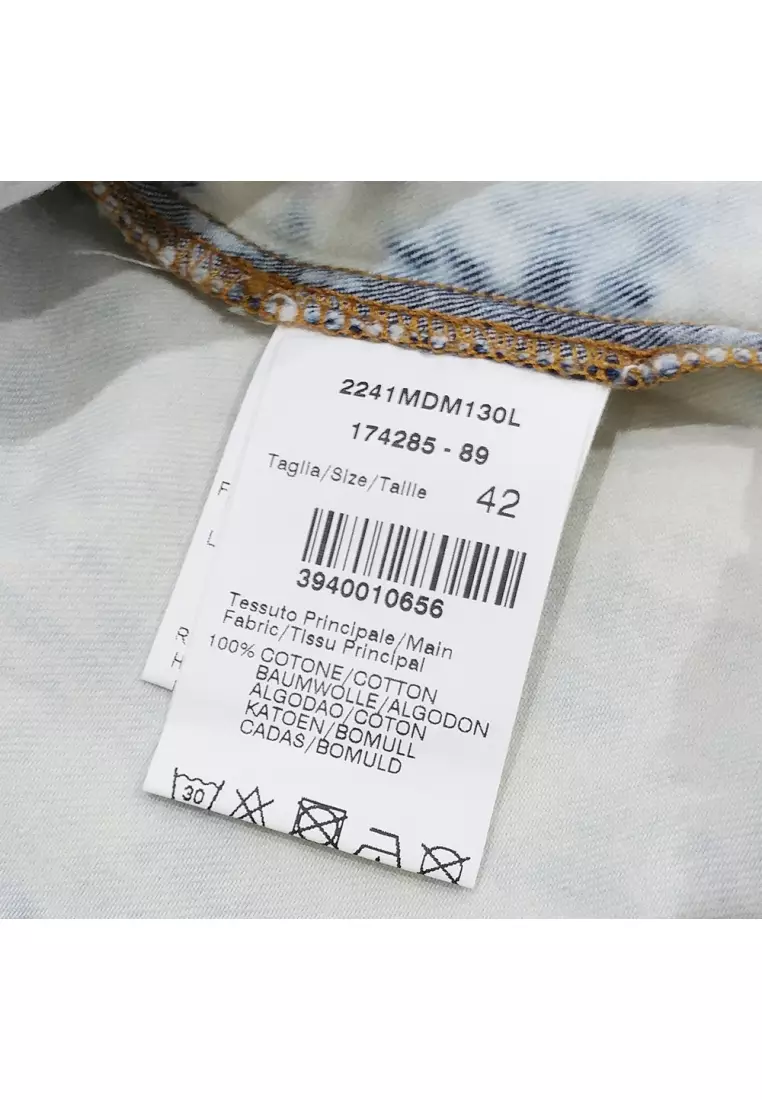 2241MDM130L
174285 - 89
Taglia/Size/Taille 42
3940010656
Tessuto Principale/Main
Fabric/Tissu Principal
100% COTONE/COTTON
BAUMWOLLE/ALGODON
ALGODAO/COTON
KATOEN/BOMULL
CADAS/BOMULD
30
F
L
R
H